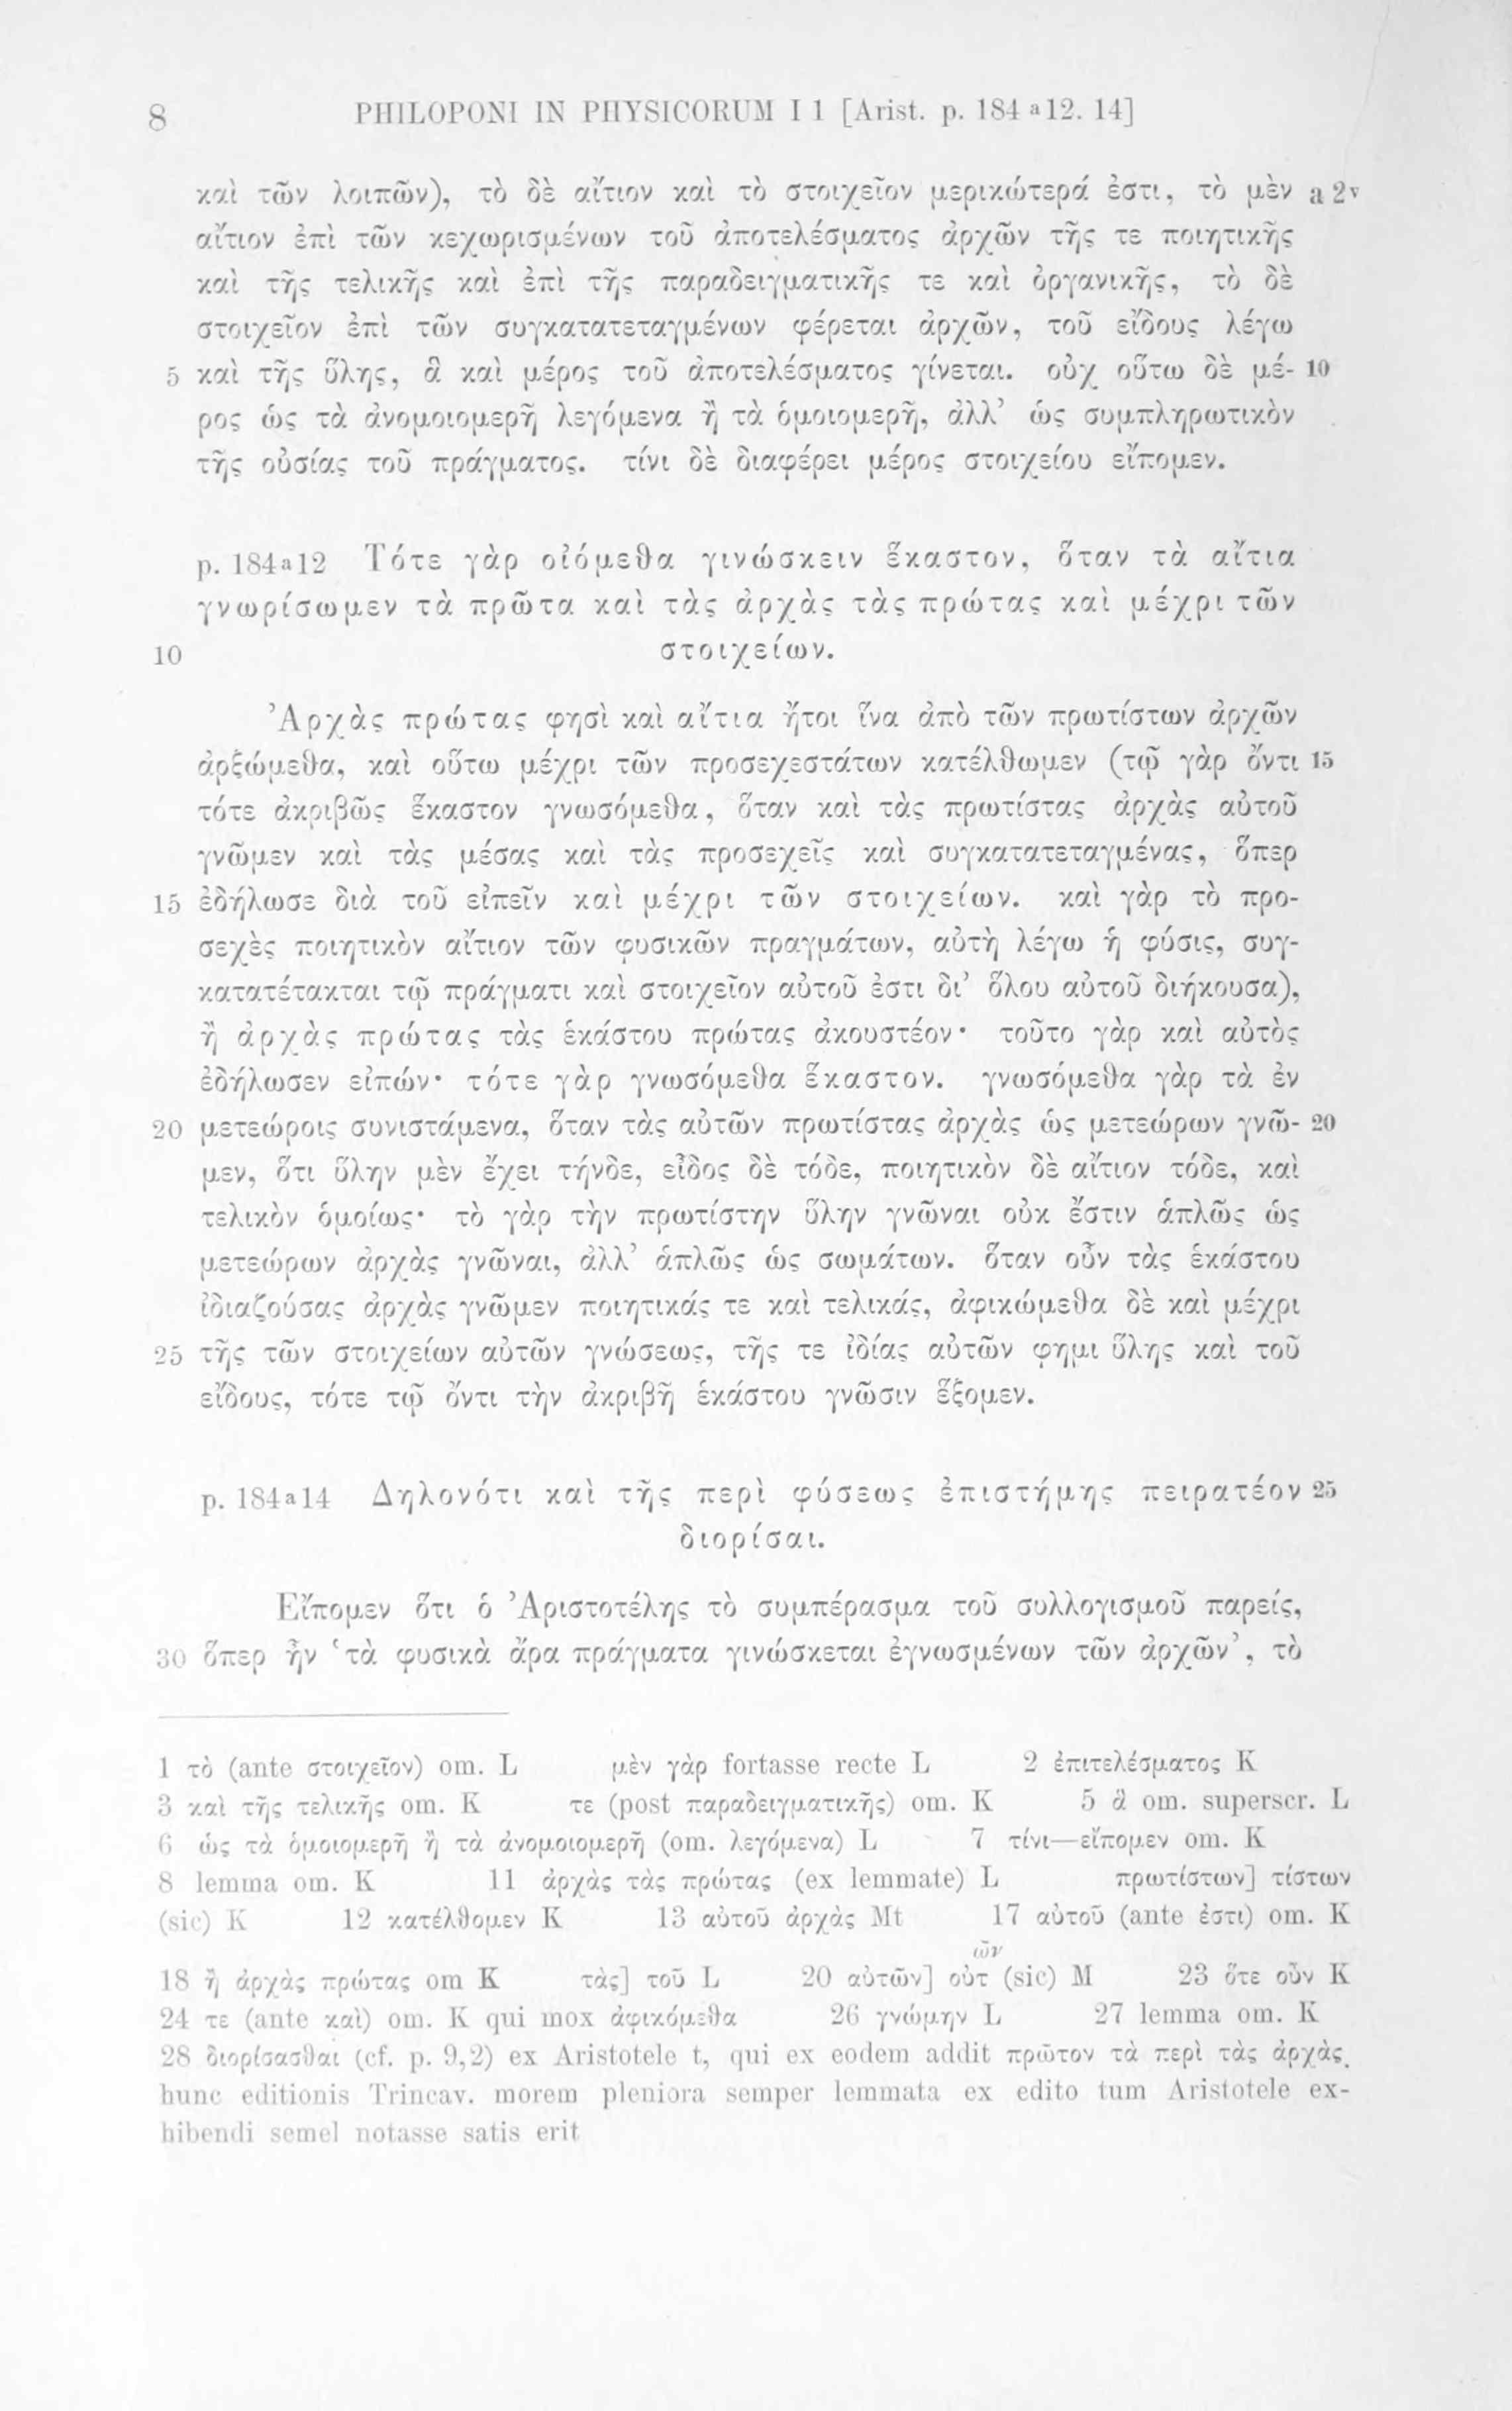 8 PHILOPONI IN PHYSICORUM I 1 [Arist. p. 184 a 12. 14]
καὶ τῶν λοιπῶν), τὸ δὲ αἴτιον καὶ τὸ στοιχεῖον μερικώτερά ἐστι, τὸ μὲν a 2v
αἴτιον ἐπὶ τῶν κεχωρισμένων τοῦ ἀποτελέσματος ἀρχῶν τῆς τε ποιητικῆς
καὶ τῆς τελικῆς καὶ ἐπὶ τῆς παραδειγματικῆς τε καὶ ὀργανικῆς, τὸ δὲ
στοιχεῖον ἐπὶ τῶν συγκατατεταγμένων φέρεται ἀρχῶν, τοῦ εἴδους λέγω
5 καὶ τῆς ὕλης, ἃ καὶ μέρος τοῦ ἀποτελέσματος γίνεται. οὐχ οὕτω δὲ μέ- 10
ρος ὡς τὰ ἀνομοιομερῆ λεγόμενα ἢ τὰ ὁμοιομερῆ, ἀλλ’ ὡς συμπληρωτικὸν
τῆς οὐσίας τοῦ πράγματος. τίνι δὲ διαφέρει μέρος στοιχείου εἴπομεν.
p. 184a12 Τότε γὰρ οἰόμεθα γινώσκειν ἕκαστον, ὅταν τὰ αἴτια
γνωρίσωμεν τὰ πρῶτα καὶ τὰς ἀρχὰς τὰς πρώτας καὶ μέχρι τῶν
10 στοιχείων.
Ἀρχὰς πρώτας φησὶ καὶ αἴτια ἤτοι ἵνα ἀπὸ τῶν πρωτίστων ἀρχῶν
ἀρξώμεθα, καὶ οὕτω μέχρι τῶν προσεχεστάτων κατέλθωμεν (τῷ γὰρ ὄντι 15
τότε ἀκριβῶς ἕκαστον γνωσόμεθα, ὅταν καὶ τὰς πρωτίστας ἀρχὰς αὐτοῦ
γνῶμεν καὶ τὰς μέσας καὶ τὰς προσεχεῖς καὶ συγκατατεταγμένας, ὅπερ
15 ἐδήλωσε διὰ τοῦ εἰπεῖν καὶ μέχρι τῶν στοιχείων. καὶ γὰρ τὸ προ-
σεχὲς ποιητικὸν αἴτιον τῶν φυσικῶν πραγμάτων, αὐτὴ λέγω ἡ φύσις, συγ-
κατατέτακται τῷ πράγματι καὶ στοιχεῖον αὐτοῦ ἐστι δι’ ὅλου αὐτοῦ διήκουσα),
ἢ ἀρχὰς πρώτας τὰς ἑκάστου πρώτας ἀκουστέον· τοῦτο γὰρ καὶ αὐτὸς
ἐδήλωσεν εἰπών· τότε γὰρ γνωσόμεθα ἕκαστον. γνωσόμεθα γὰρ τὰ ἐν
20 μετεώροις συνιστάμενα, ὅταν τὰς αὐτῶν πρωτίστας ἀρχὰς ὡς μετεώρων γνῶ- 20
μεν, ὅτι ὕλην μὲν ἔχει τήνδε, εἶδος δὲ τόδε, ποιητικὸν δὲ αἴτιον τόδε, καὶ
τελικὸν ὁμοίως· τὸ γὰρ τὴν πρωτίστην ὕλην γνῶναι οὐκ ἔστιν ἁπλῶς ὡς
μετεώρων ἀρχὰς γνῶναι, ἀλλ’ ἁπλῶς ὡς σωμάτων. ὅταν οὖν τὰς ἑκάστου
ἰδιαζούσας ἀρχὰς γνῶμεν ποιητικάς τε καὶ τελικάς, ἀφικώμεθα δὲ καὶ μέχρι
25 τῆς τῶν στοιχείων αὐτῶν γνώσεως, τῆς τε ἰδίας αὐτῶν φημι ὕλης καὶ τοῦ
εἴδους, τότε τῷ ὄντι τὴν ἀκριβῆ ἑκάστου γνῶσιν ἕξομεν.
p. 184a14 Δηλονότι καὶ τῆς περὶ φύσεως ἐπιστήμης πειρατέον 25
διορίσαι.
Εἴπομεν ὅτι ὁ Ἀριστοτέλης τὸ συμπέρασμα τοῦ συλλογισμοῦ παρείς,
30 ὅπερ ἦν ‘τὰ φυσικὰ ἄρα πράγματα γινώσκεται ἐγνωσμένων τῶν ἀρχῶν’, τὸ
1 τὸ (ante στοιχεῖον) om. L μὲν γὰρ fortasse recte L 2 ἐπιτελέσματος K
3 καὶ τῆς τελικῆς om. K τε (post παραδειγματικῆς) om. K 5 ἃ om. superscr. L
6 ὡς τὰ ὁμοιομερῆ ἢ τὰ ἀνομοιομερῆ (om. λεγόμενα) L 7 τίνι—εἴπομεν om. K
8 lemma om. K 11 ἀρχὰς τὰς πρώτας (ex lemmate) L πρωτίστων] τίστων
(sic) K 12 κατέλθομεν K 13 αὐτοῦ ἀρχὰς Mt 17 αὐτοῦ (ante ἐστι) om. K
18 ἢ ἀρχὰς πρώτας om K τὰς] τοῦ L 20 αὐτῶν] οὐτ ῶν (sic) M 23 ὅτε οὖν K
24 τε (ante καὶ) om. K qui mox ἀφικόμεθα 26 γνώμην L 27 lemma om. K
28 διορίσασθαι (cf. p. 9,2) ex Aristotele t, qui ex eodem addit πρῶτον τὰ περὶ τὰς ἀρχὰς.
hunc editionis Trincav. morem pleniora semper lemmata ex edito tum Aristotele ex-
hibendi semel notasse satis erit